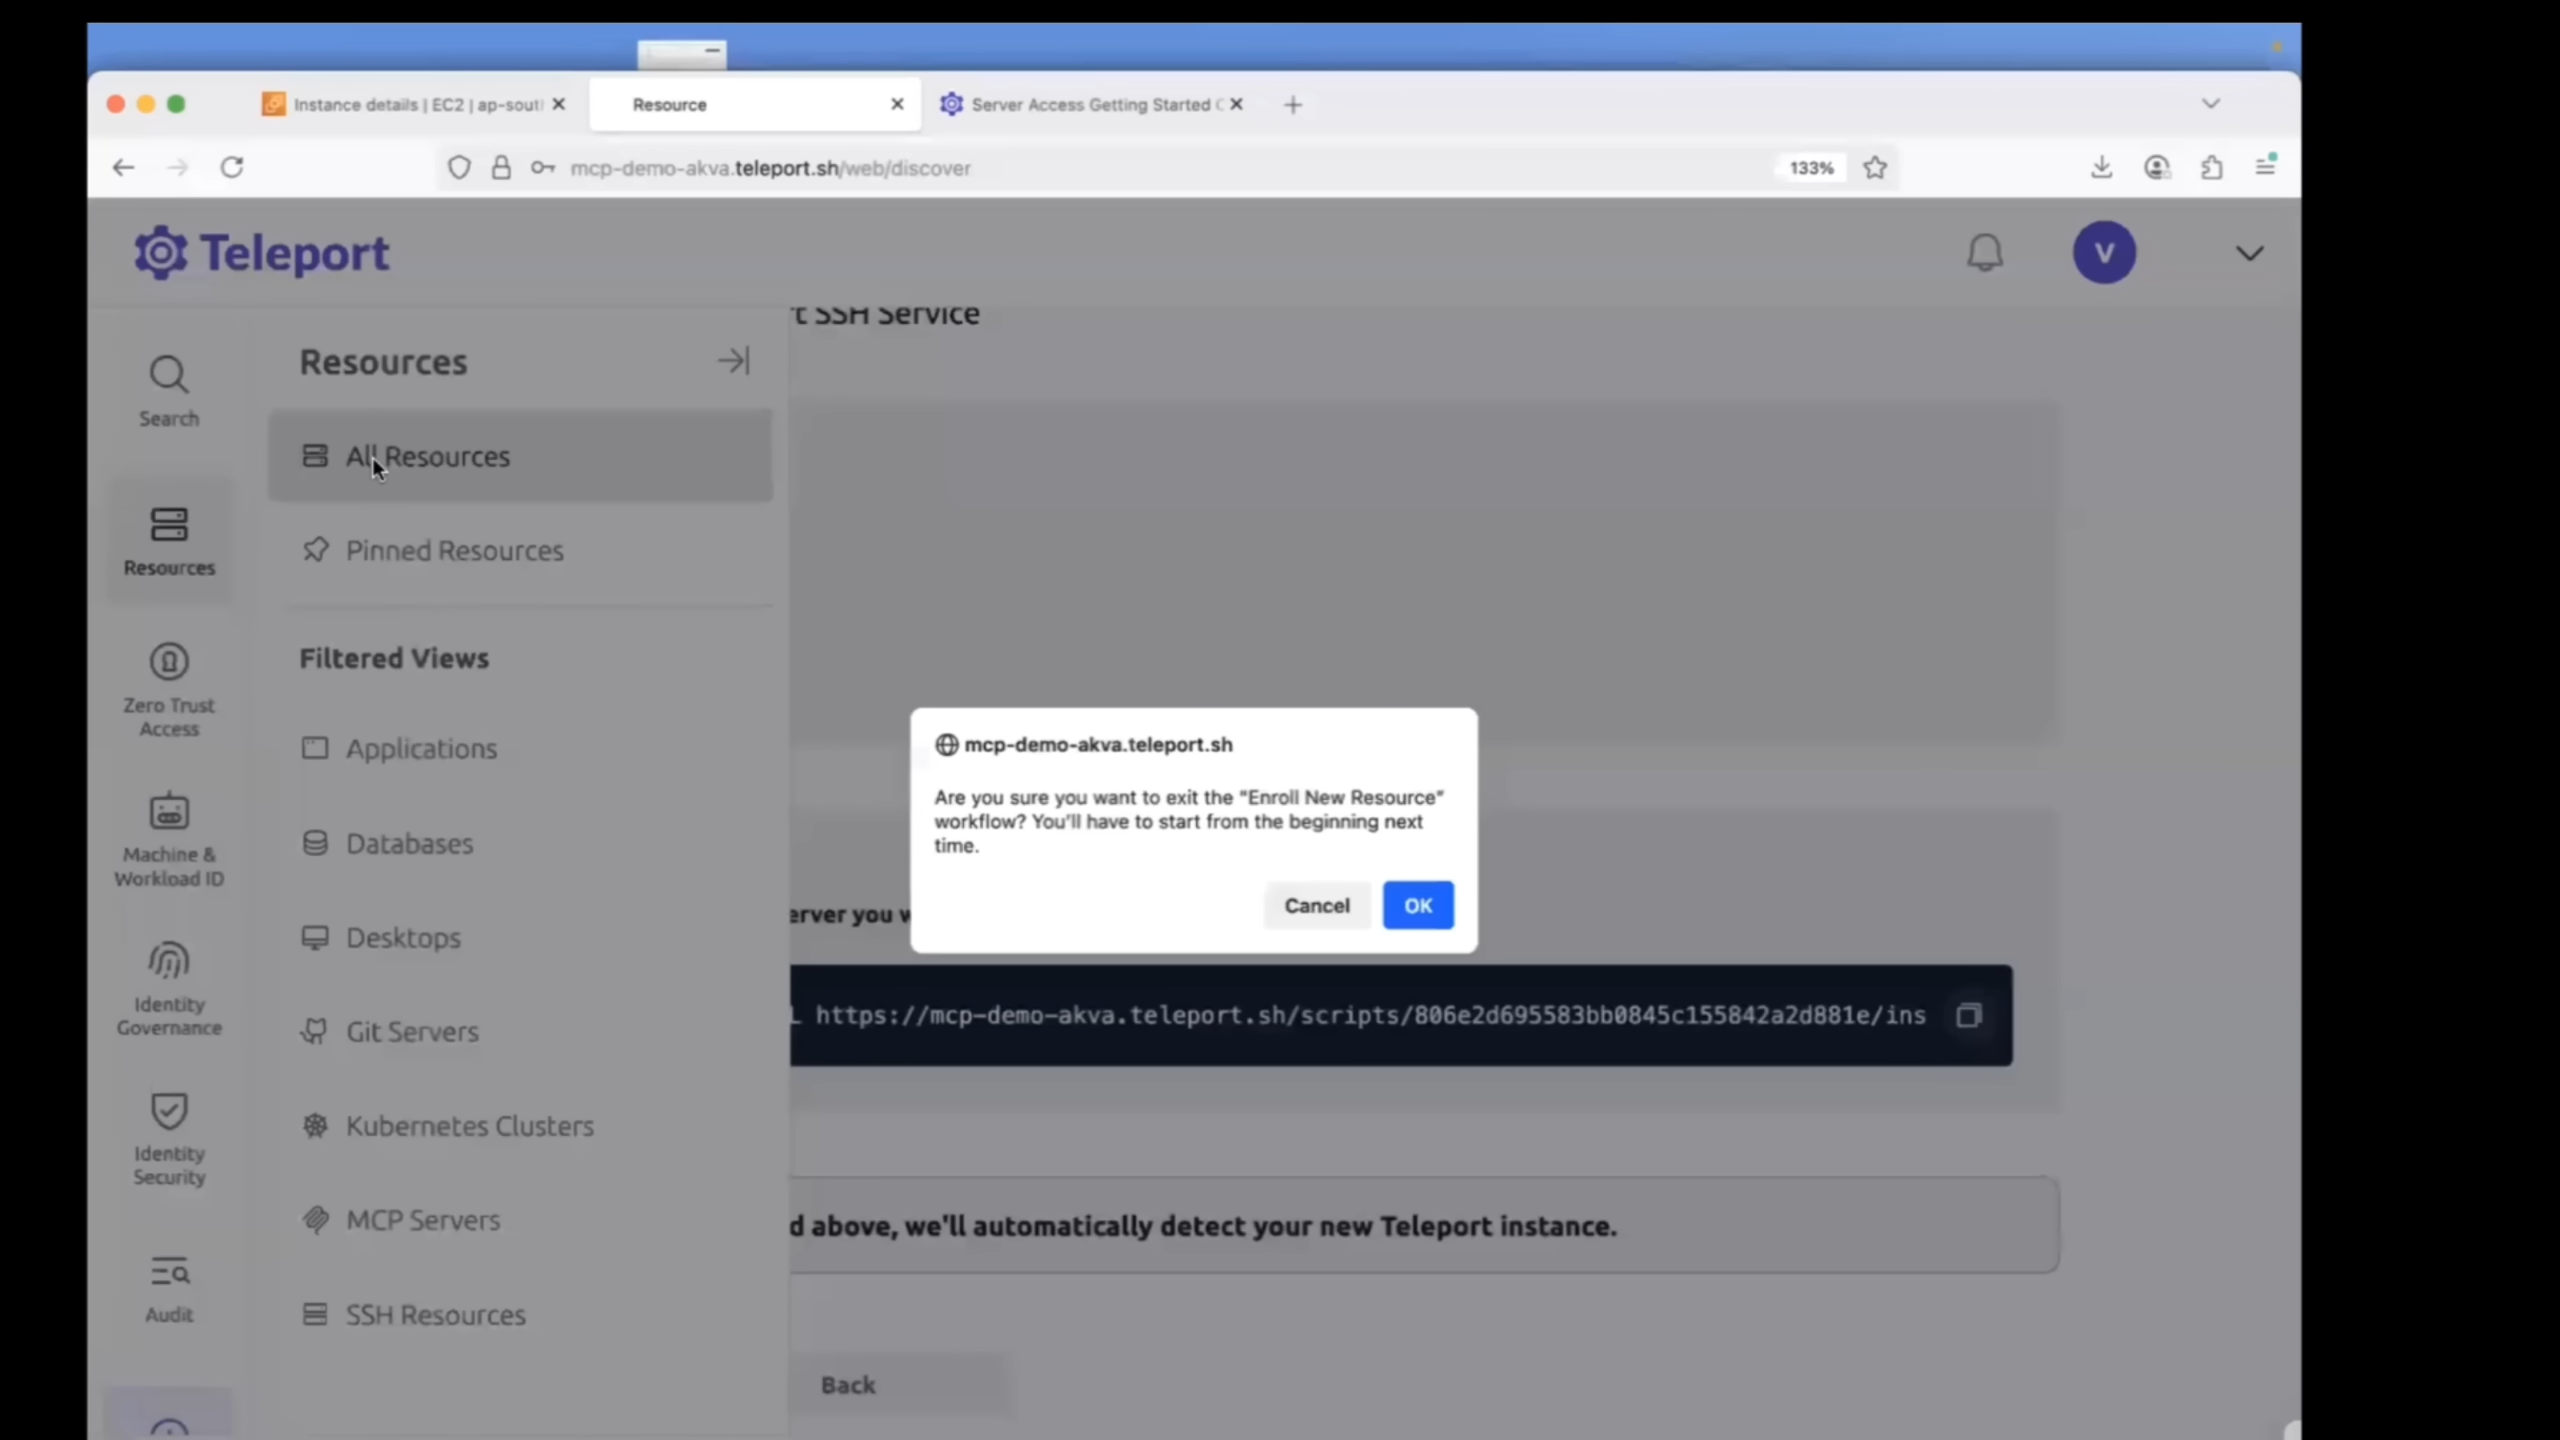 Instance details | EC2 | ap-sout
Resource
Server Access Getting Started
mcp-demo-akva.teleport.sh/web/discover
133%
Teleport
V
t SSH Service
Search
Resources
Zero Trust
Access
Machine &
Workload ID
Identity
Governance
Identity
Security
Audit
Resources
All Resources
Pinned Resources
Filtered Views
Applications
Databases
Desktops
Git Servers
Kubernetes Clusters
MCP Servers
SSH Resources
mcp-demo-akva.teleport.sh
Are you sure you want to exit the "Enroll New Resource"
workflow? You'll have to start from the beginning next
time.
Cancel
OK
erver you w
L https://mcp-demo-akva.teleport.sh/scripts/806e2d695583bb0845c155842a2d881e/ins
d above, we'll automatically detect your new Teleport instance.
Back